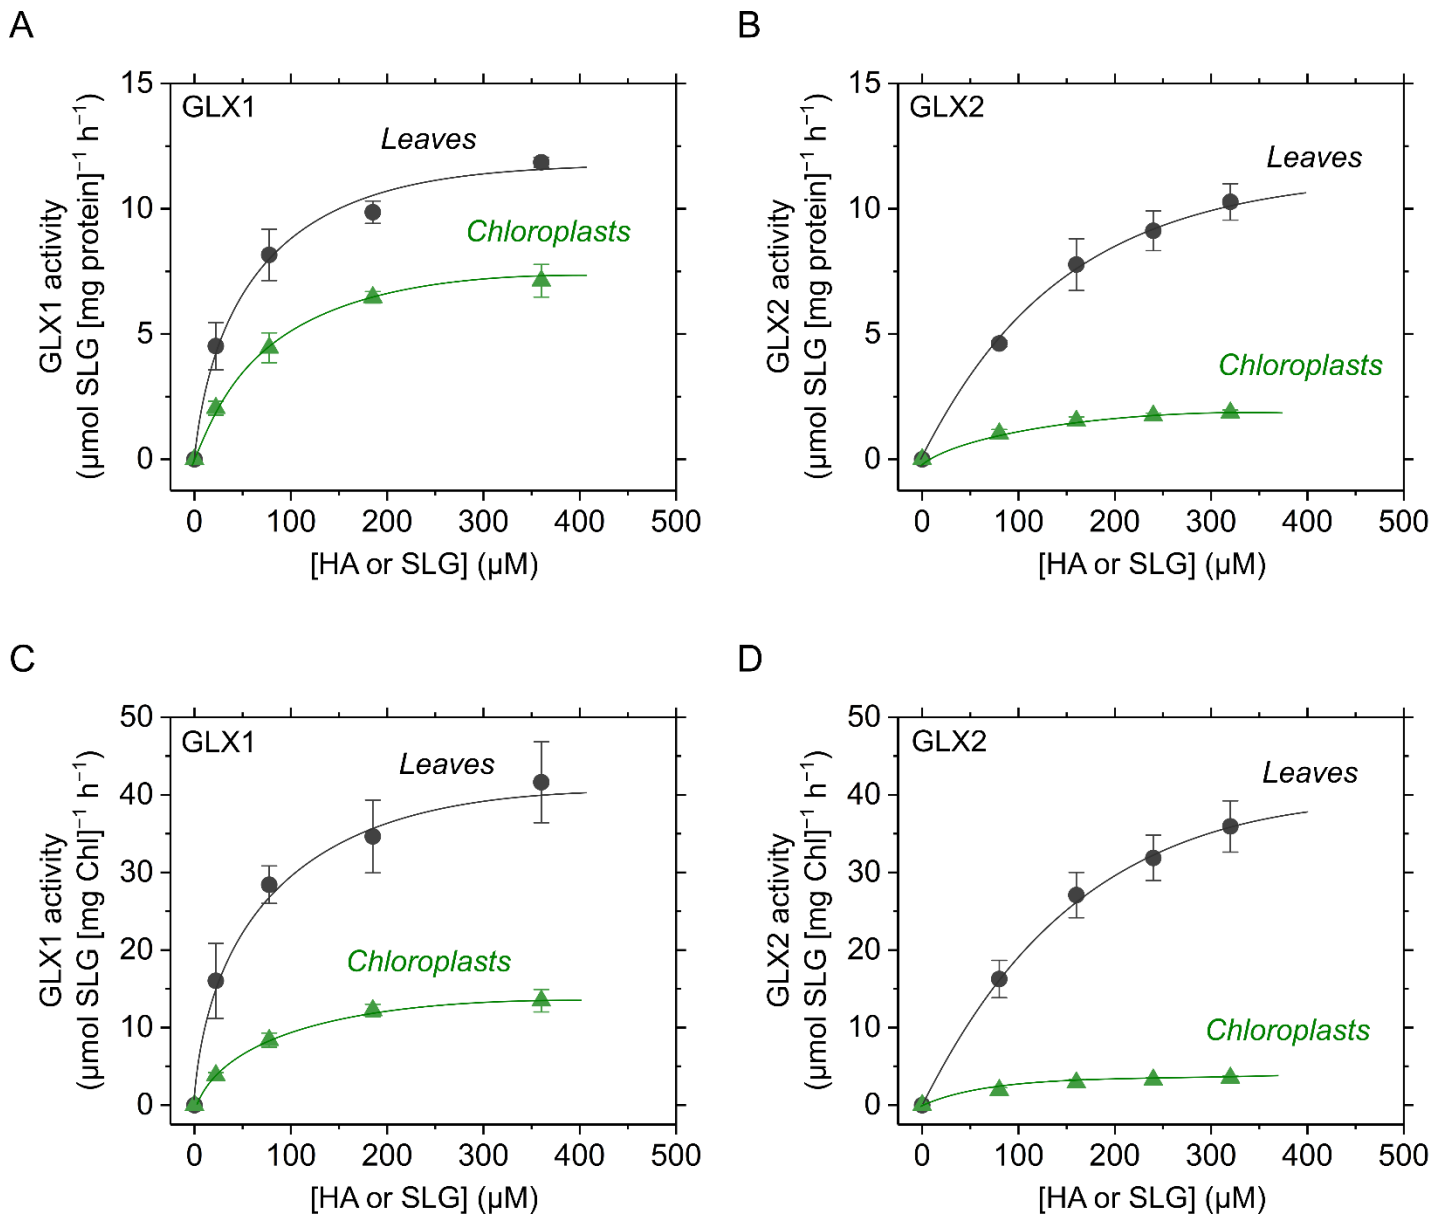 A
GLX1
Leaves
Chloroplasts
15
10
5
0
GLX1 activity
(µmol SLG [mg protein]⁻¹ h⁻¹)
0 100 200 300 400 500
[HA or SLG] (µM)
B
GLX2
Leaves
Chloroplasts
15
10
5
0
GLX2 activity
(µmol SLG [mg protein]⁻¹ h⁻¹)
0 100 200 300 400 500
[HA or SLG] (µM)
C
GLX1
Leaves
Chloroplasts
50
40
30
20
10
0
GLX1 activity
(µmol SLG [mg Chl]⁻¹ h⁻¹)
0 100 200 300 400 500
[HA or SLG] (µM)
D
GLX2
Leaves
Chloroplasts
50
40
30
20
10
0
GLX2 activity
(µmol SLG [mg Chl]⁻¹ h⁻¹)
0 100 200 300 400 500
[HA or SLG] (µM)